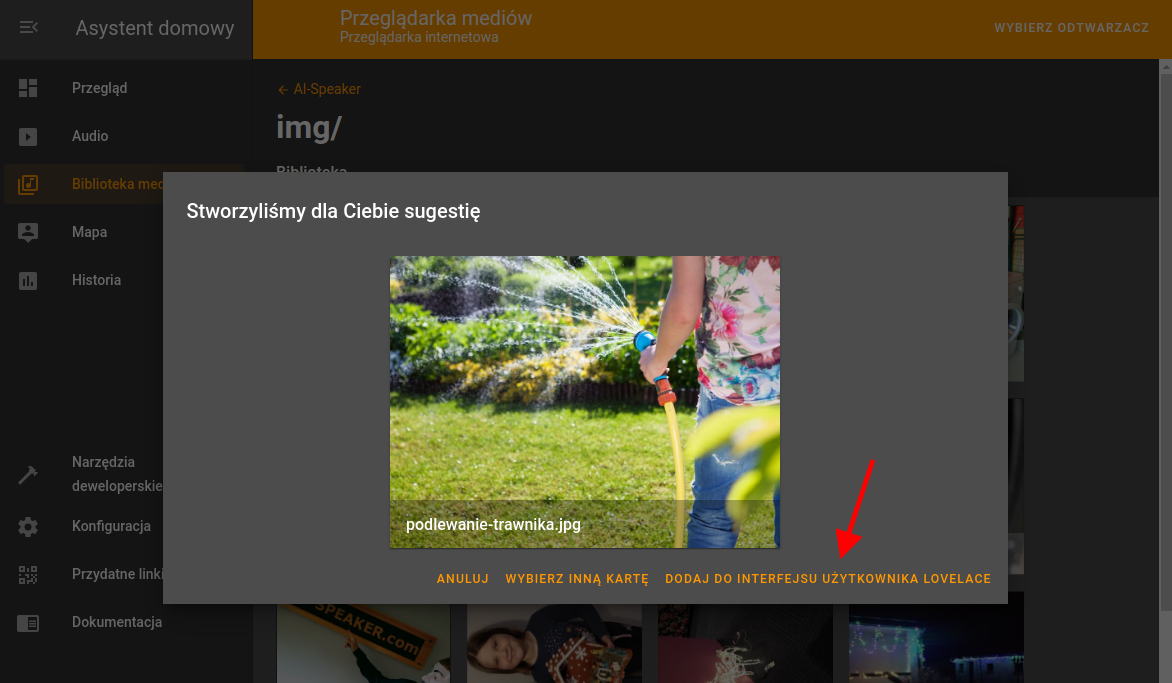 Asystent domowy
Przeglądarka mediów
Przeglądarka internetowa
WYBIERZ ODTWARZACZ
Przegląd
Audio
Biblioteka med
Mapa
Historia
Narzędzia
deweloperskie
Konfiguracja
Przydatne linki
Dokumentacja
← AI-Speaker
img/
Biblioteka
Stworzyliśmy dla Ciebie sugestię
podlewanie-trawnika.jpg
ANULUJ WYBIERZ INNĄ KARTĘ DODAJ DO INTERFEJSU UŻYTKOWNIKA LOVELACE
SPEAKER.com